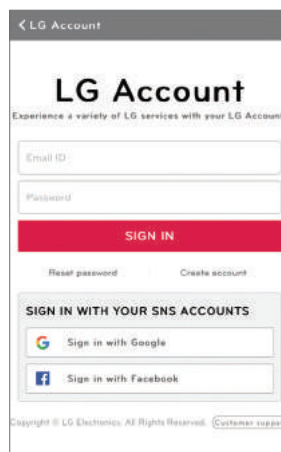 LG Account
LG Account
Experience a variety of LG services with your LG Account
Email ID
Password
SIGN IN
Reset password
Create account
SIGN IN WITH YOUR SNS ACCOUNTS
Sign in with Google
Sign in with Facebook
Copyright © LG Electronics. All Rights Reserved. Customer suppo